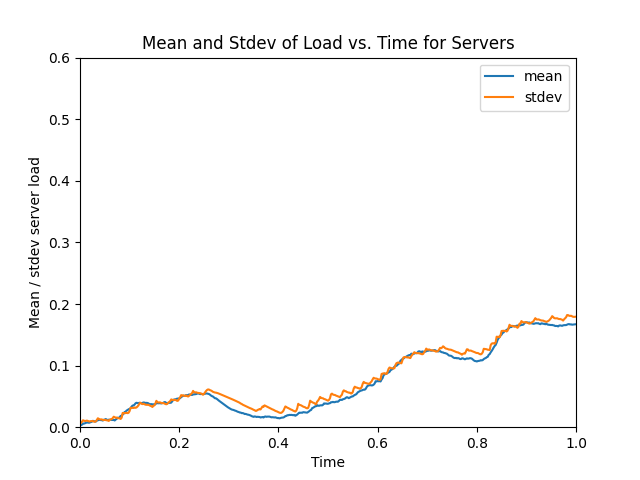 Mean and Stdev of Load vs. Time for Servers
mean
stdev
Mean / stdev server load
0.6
0.5
0.4
0.3
0.2
0.1
0.0
0.0 0.2 0.4 0.6 0.8 1.0
Time